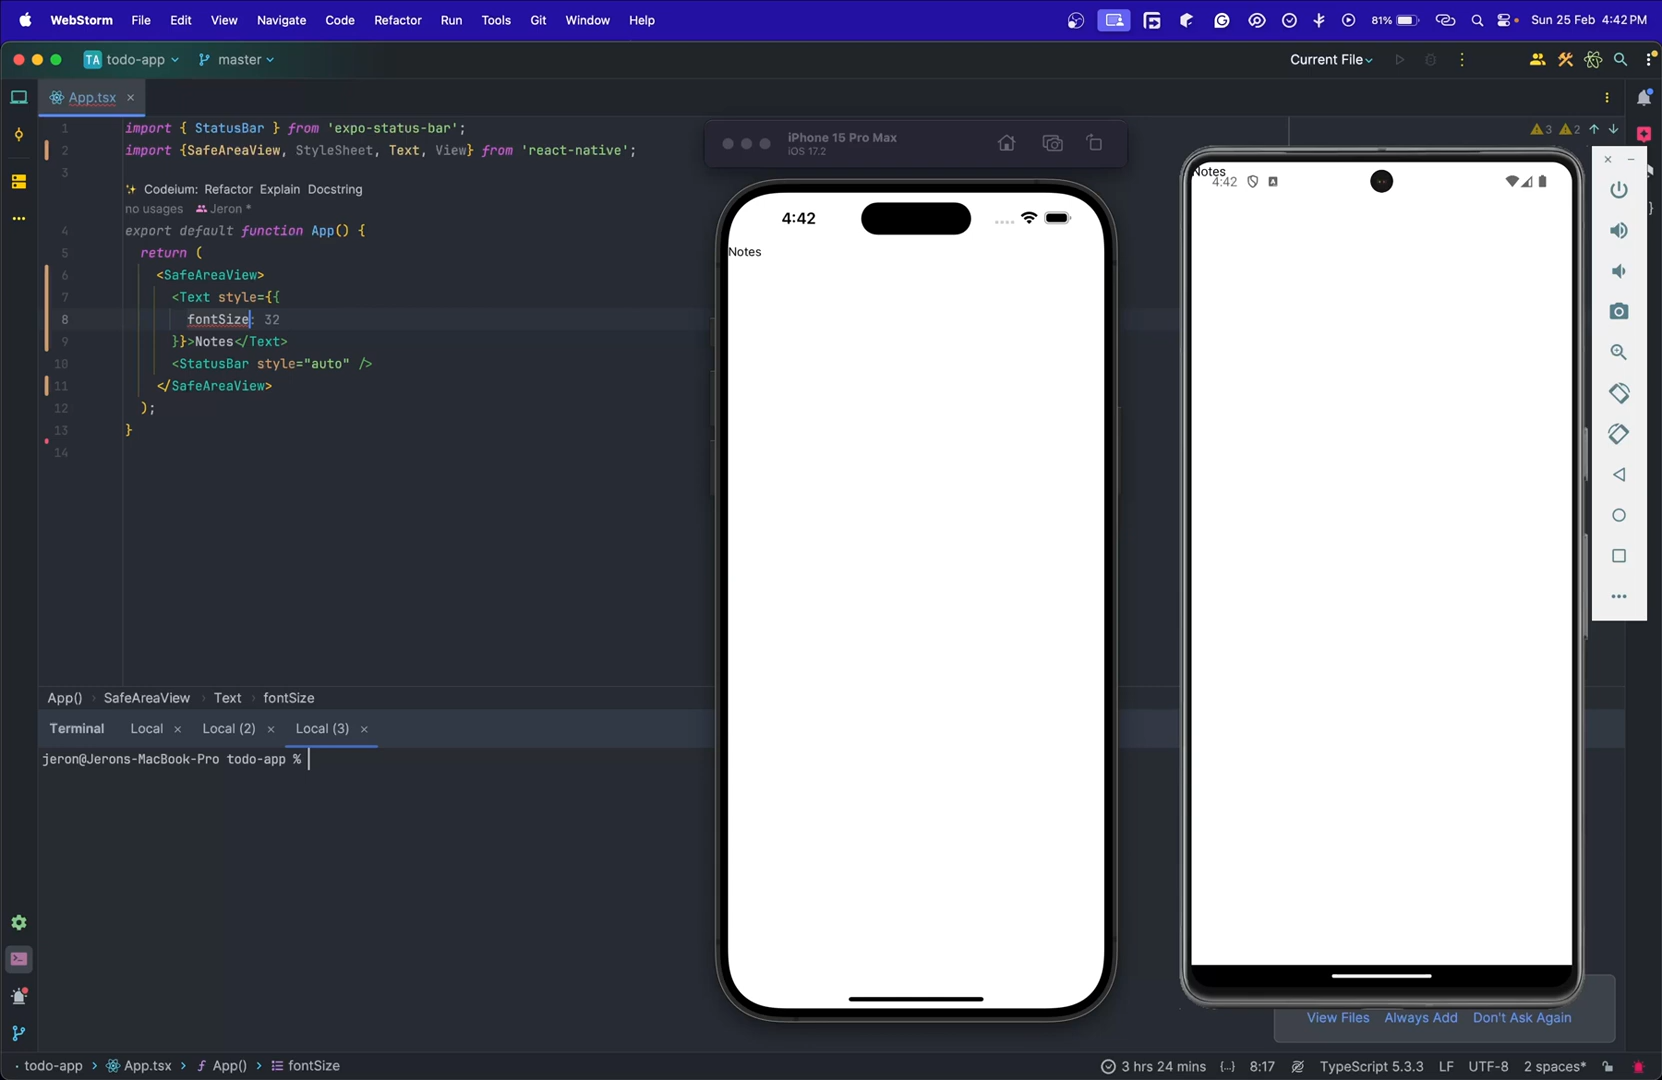 WebStorm File Edit View Navigate Code Refactor Run Tools Git Window Help 81% Sun 25 Feb 4:42 PM
TA todo-app master Current File
App.tsx
1 import { StatusBar } from 'expo-status-bar';
2 import {SafeAreaView, StyleSheet, Text, View} from 'react-native';
3
Codeium: Refactor Explain Docstring
no usages Jeron *
4 export default function App() {
5 return (
6 <SafeAreaView>
7 <Text style={{
8 fontSize: 32
9 }}>Notes</Text>
10 <StatusBar style="auto" />
11 </SafeAreaView>
12 );
13 }
14
3 2
iPhone 15 Pro Max
iOS 17.2
4:42
Notes
Notes
4:42
App() SafeAreaView Text fontSize
Terminal Local Local (2) Local (3)
jeron@Jerons-MacBook-Pro todo-app %
View Files Always Add Don't Ask Again
todo-app App.tsx App() fontSize 3 hrs 24 mins {..} 8:17 TypeScript 5.3.3 LF UTF-8 2 spaces*